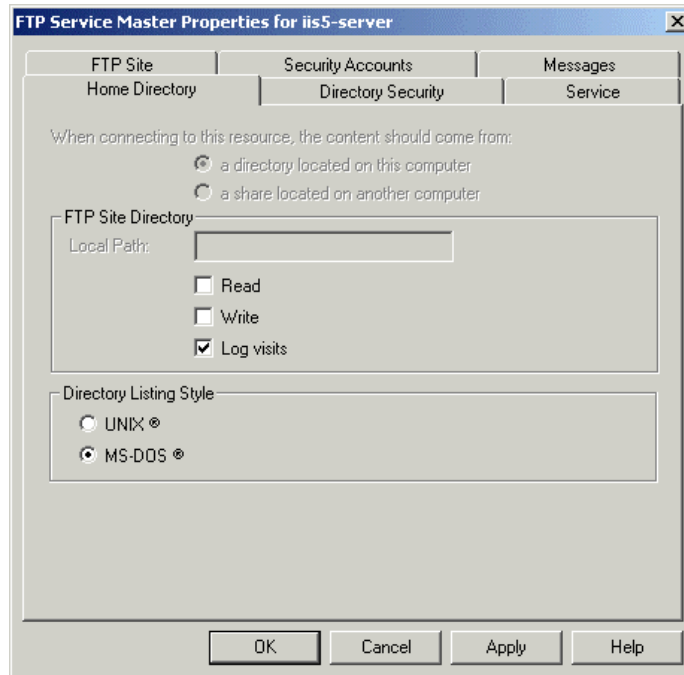 FTP Service Master Properties for iis5-server
FTP Site Security Accounts Messages
Home Directory Directory Security Service
When connecting to this resource, the content should come from:
a directory located on this computer
a share located on another computer
FTP Site Directory
Local Path:
Read
Write
Log visits
Directory Listing Style
UNIX ®
MS-DOS ®
OK Cancel Apply Help